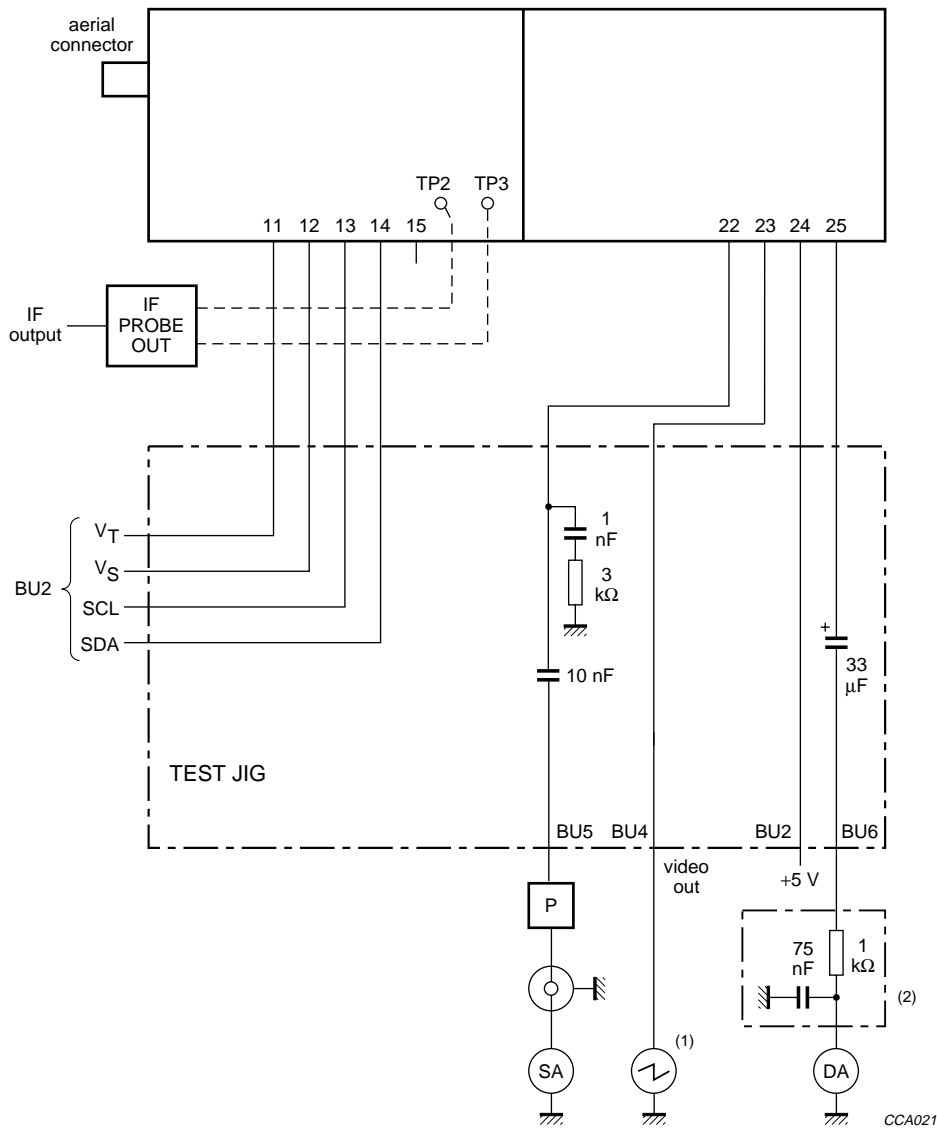 aerial
connector
TP2 TP3
11 12 13 14 15 22 23 24 25
IF
output
IF
PROBE
OUT
BU2
VT
VS
SCL
SDA
1
nF
3
kΩ
10 nF
+
33
μF
TEST JIG
BU5 BU4 BU2 BU6
video
out
+5 V
P
75
nF
1
kΩ
(2)
(1)
SA
DA
CCA021